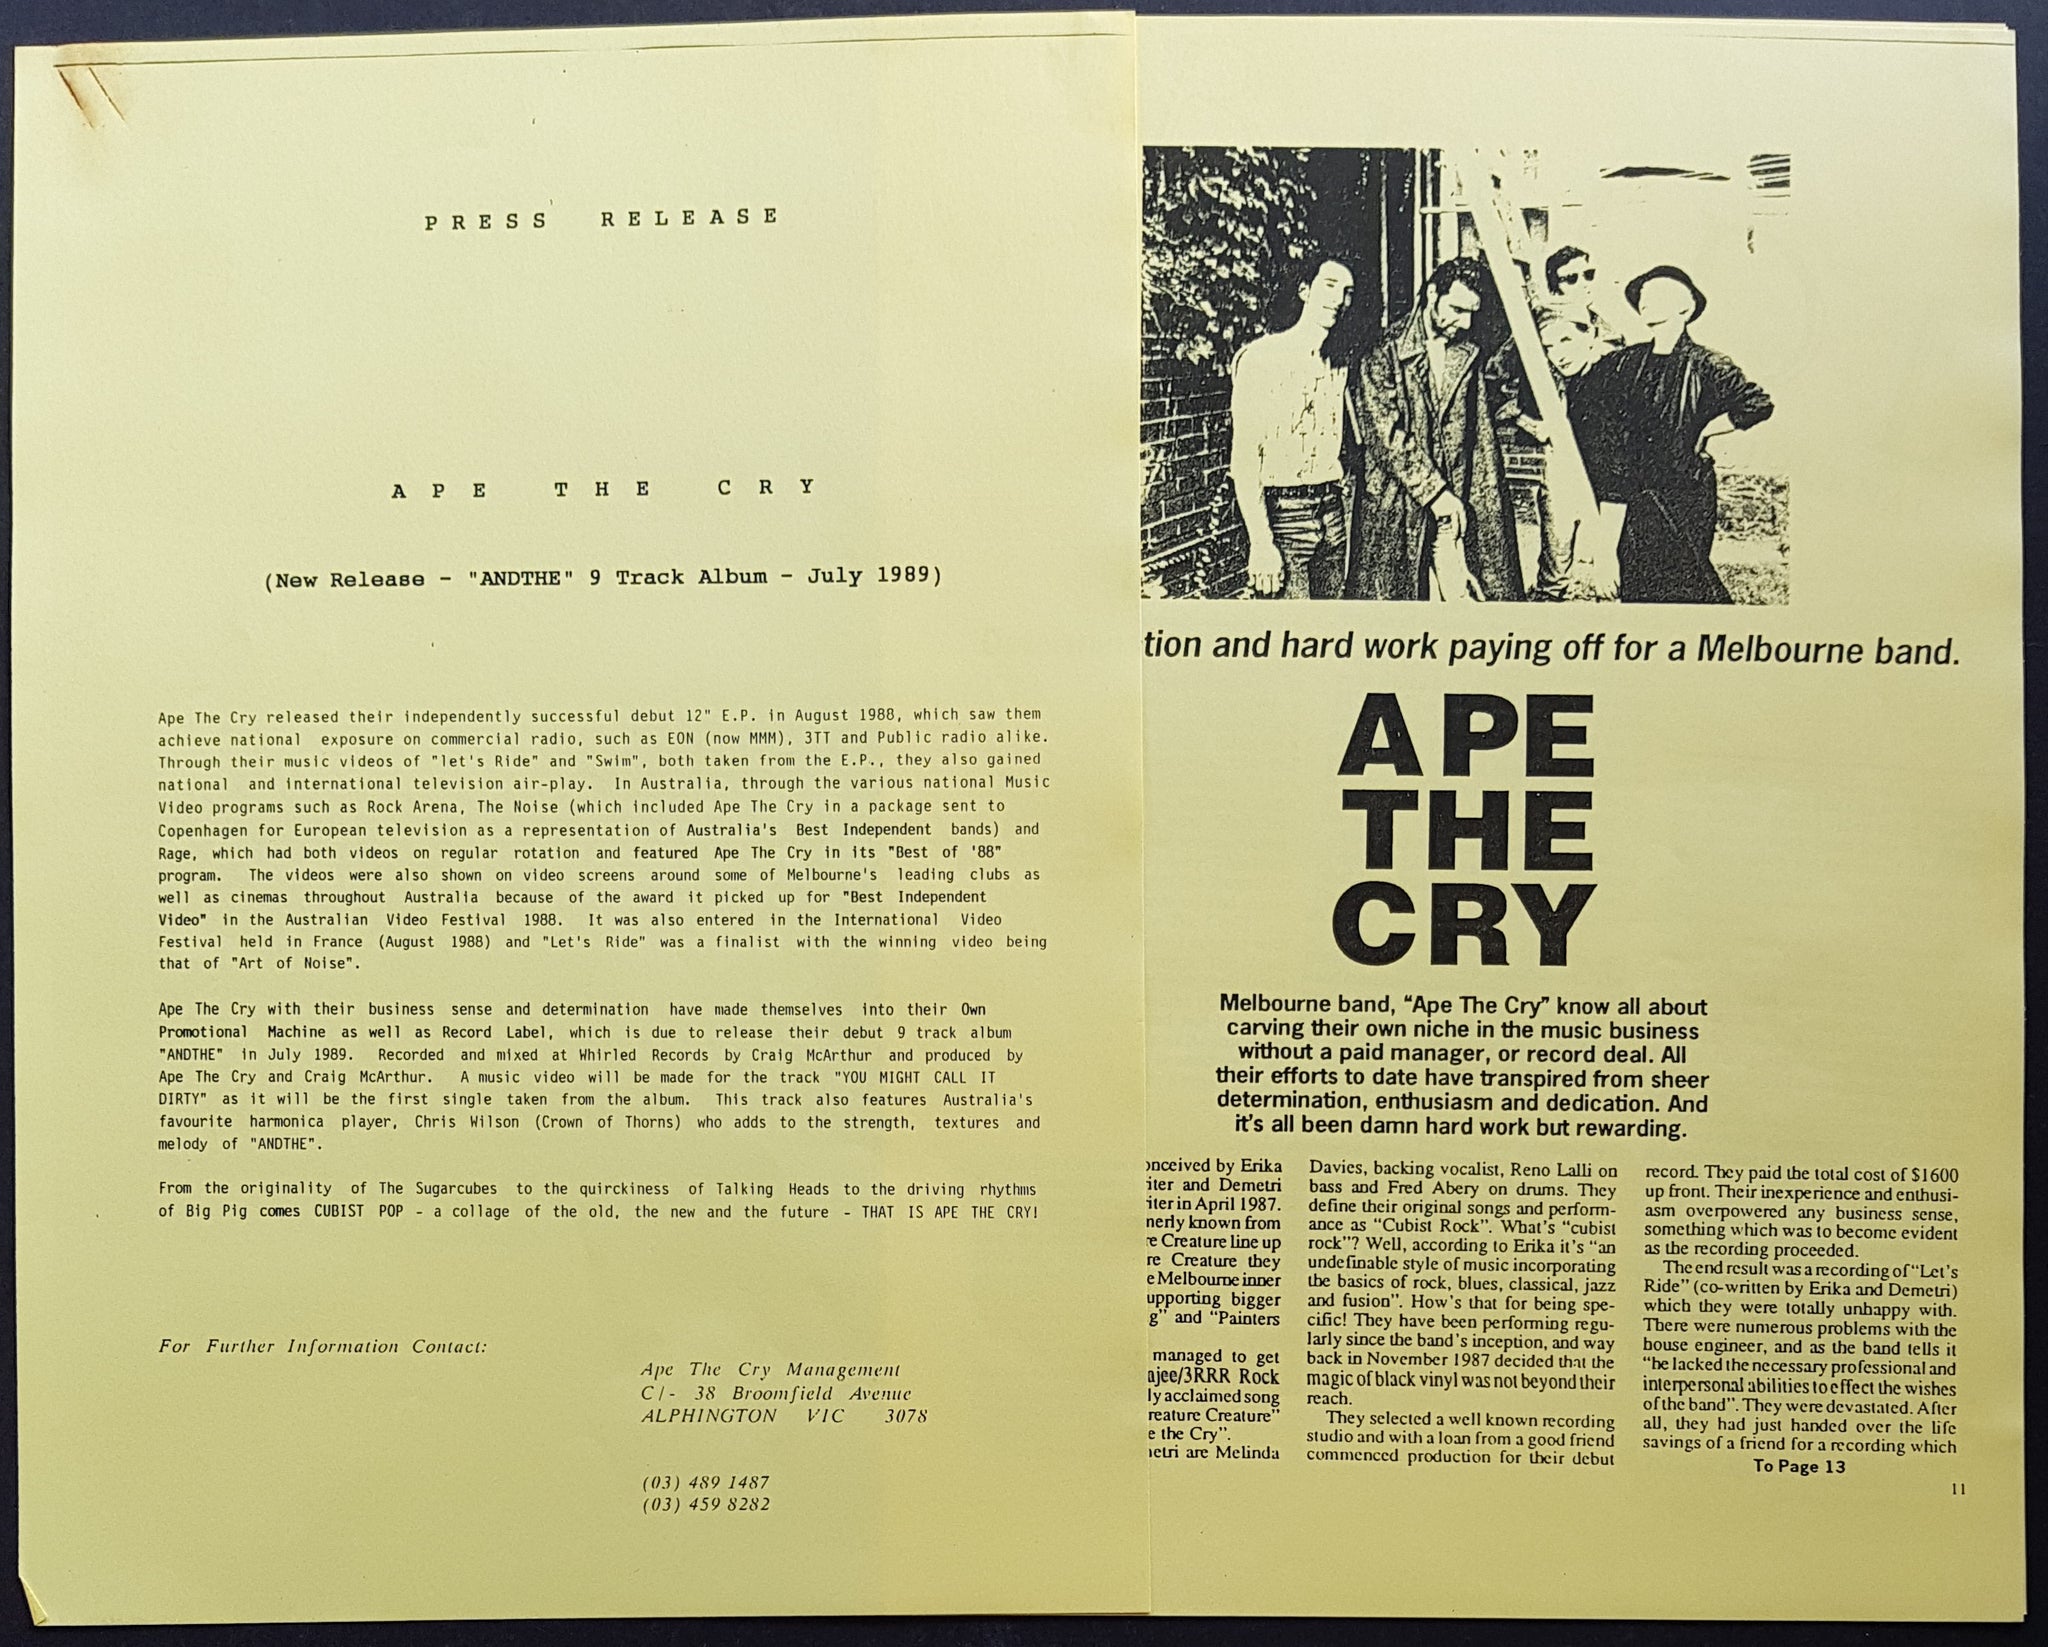 PRESS RELEASE
APE THE CRY
(New Release - "ANDTHE" 9 Track Album - July 1989)
Ape The Cry released their independently successful debut 12" E.P. in August 1988, which saw them
achieve national exposure on commercial radio, such as EON (now MMM), 3TT and Public radio alike.
Through their music videos of "let's Ride" and "Swim", both taken from the E.P., they also gained
national and international television air-play. In Australia, through the various national Music
Video programs such as Rock Arena, The Noise (which included Ape The Cry in a package sent to
Copenhagen for European television as a representation of Australia's Best Independent bands) and
Rage, which had both videos on regular rotation and featured Ape The Cry in its "Best of '88"
program. The videos were also shown on video screens around some of Melbourne's leading clubs as
well as cinemas throughout Australia because of the award it picked up for "Best Independent
Video" in the Australian Video Festival 1988. It was also entered in the International Video
Festival held in France (August 1988) and "Let's Ride" was a finalist with the winning video being
that of "Art of Noise".
Ape The Cry with their business sense and determination have made themselves into their Own
Promotional Machine as well as Record Label, which is due to release their debut 9 track album
"ANDTHE" in July 1989. Recorded and mixed at Whirled Records by Craig McArthur and produced by
Ape The Cry and Craig McArthur. A music video will be made for the track "YOU MIGHT CALL IT
DIRTY" as it will be the first single taken from the album. This track also features Australia's
favourite harmonica player, Chris Wilson (Crown of Thorns) who adds to the strength, textures and
melody of "ANDTHE".
From the originality of The Sugarcubes to the quirckiness of Talking Heads to the driving rhythms
of Big Pig comes CUBIST POP - a collage of the old, the new and the future - THAT IS APE THE CRY!
For Further Information Contact:
Ape The Cry Management
C/- 38 Broomfield Avenue
ALPHINGTON VIC 3078
(03) 489 1487
(03) 459 8282
tion and hard work paying off for a Melbourne band.
APE
THE
CRY
Melbourne band, "Ape The Cry" know all about
carving their own niche in the music business
without a paid manager, or record deal. All
their efforts to date have transpired from sheer
determination, enthusiasm and dedication. And
it's all been damn hard work but rewarding.
onceived by Erika
iter and Demetri
iter in April 1987.
nerly known from
e Creature line up
re Creature they
e Melbourne inner
upporting bigger
g" and "Painters
managed to get
ajee/3RRR Rock
ly acclaimed song
reature Creature"
e the Cry".
netri are Melinda
Davies, backing vocalist, Reno Lalli on
bass and Fred Abery on drums. They
define their original songs and perform-
ance as "Cubist Rock". What's "cubist
rock"? Well, according to Erika it's "an
undefinable style of music incorporating
the basics of rock, blues, classical, jazz
and fusion". How's that for being spe-
cific! They have been performing regu-
larly since the band's inception, and way
back in November 1987 decided that the
magic of black vinyl was not beyond their
reach.
They selected a well known recording
studio and with a loan from a good friend
commenced production for their debut
record. They paid the total cost of $1600
up front. Their inexperience and enthusi-
asm overpowered any business sense,
something which was to become evident
as the recording proceeded.
The end result was a recording of "Let's
Ride" (co-written by Erika and Demetri)
which they were totally unhappy with.
There were numerous problems with the
house engineer, and as the band tells it
"he lacked the necessary professional and
interpersonal abilities to effect the wishes
of the band". They were devastated. After
all, they had just handed over the life
savings of a friend for a recording which
To Page 13
11